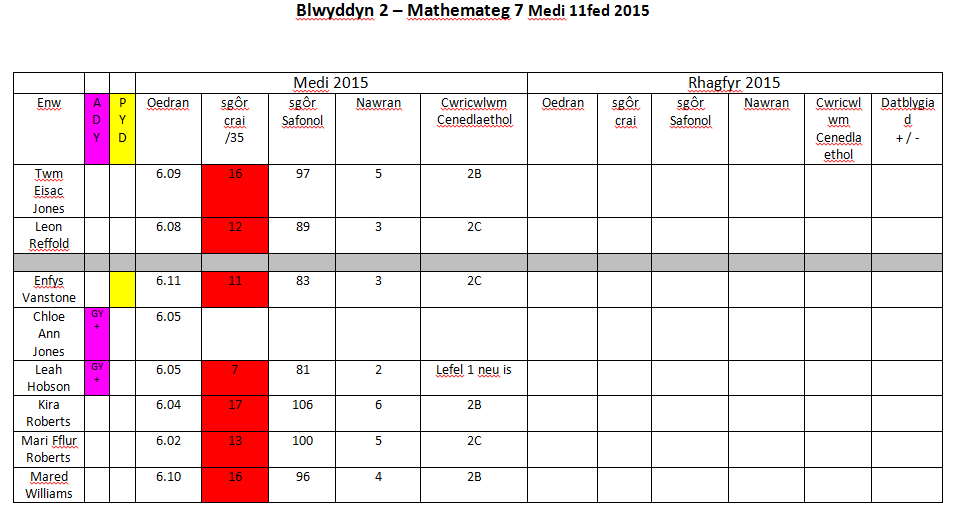 Blwyddyn 2 – Mathemateg 7 Medi 11fed 2015
Medi 2015 Rhagfyr 2015
Enw A D Y P Y D Oedran sgôr crai /35 sgôr Safonol Nawran Cwricwlwm Cenedlaethol Oedran sgôr crai sgôr Safonol Nawran Cwricwl wm Cenedla ethol Datblygia d + / -
Twm Eisac Jones 6.09 16 97 5 2B
Leon Reffold 6.08 12 89 3 2C
Enfys Vanstone 6.11 11 83 3 2C
Chloe Ann Jones GY + 6.05
Leah Hobson GY + 6.05 7 81 2 Lefel 1 neu is
Kira Roberts 6.04 17 106 6 2B
Mari Fflur Roberts 6.02 13 100 5 2C
Mared Williams 6.10 16 96 4 2B